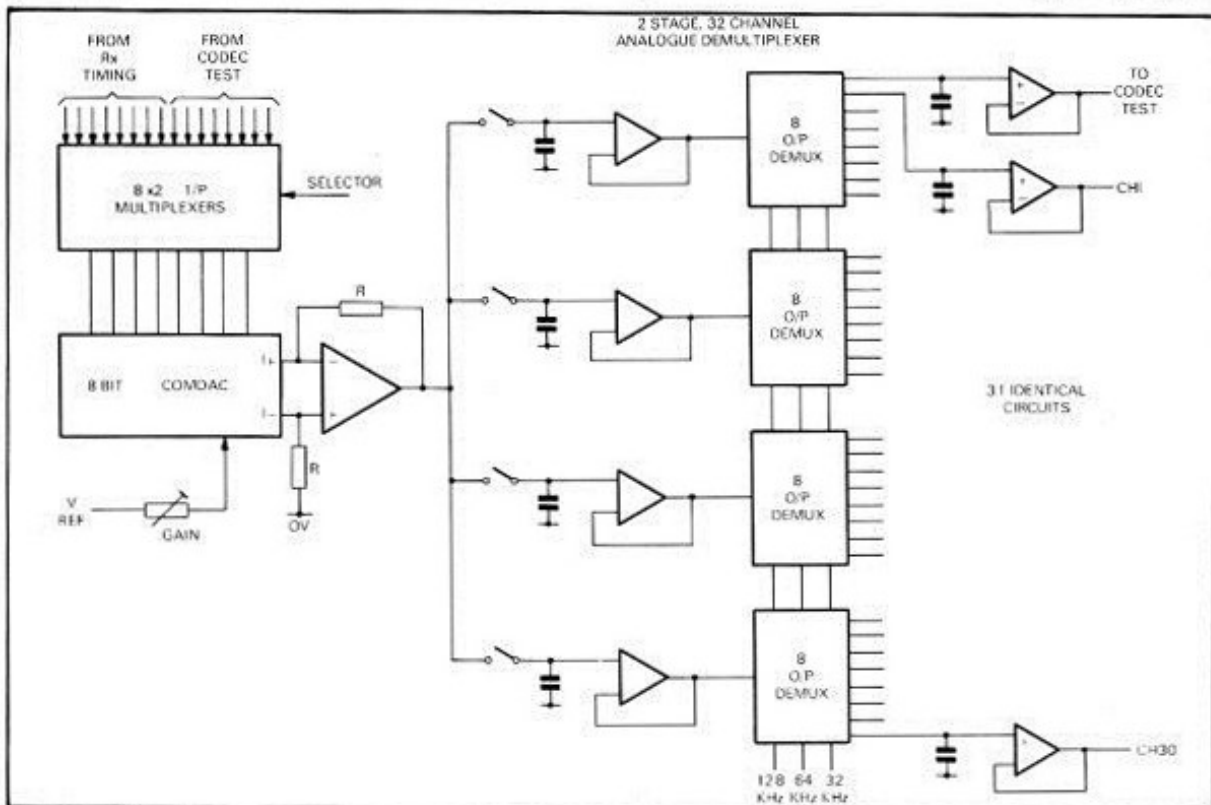 2 STAGE, 32 CHANNEL
ANALOGUE DEMULTIPLEXER
FROM
Rx
TIMING
FROM
CODEC
TEST
8 x2 I/P
MULTIPLEXERS
SELECTOR
8 BIT COMDAC
I+
I-
R
R
0V
V
REF
GAIN
8
O/P
DEMUX
8
O/P
DEMUX
8
O/P
DEMUX
8
O/P
DEMUX
128
KHz
64
KHz
32
KHz
+
-
TO
CODEC
TEST
+
-
CH1
31 IDENTICAL
CIRCUITS
CH30